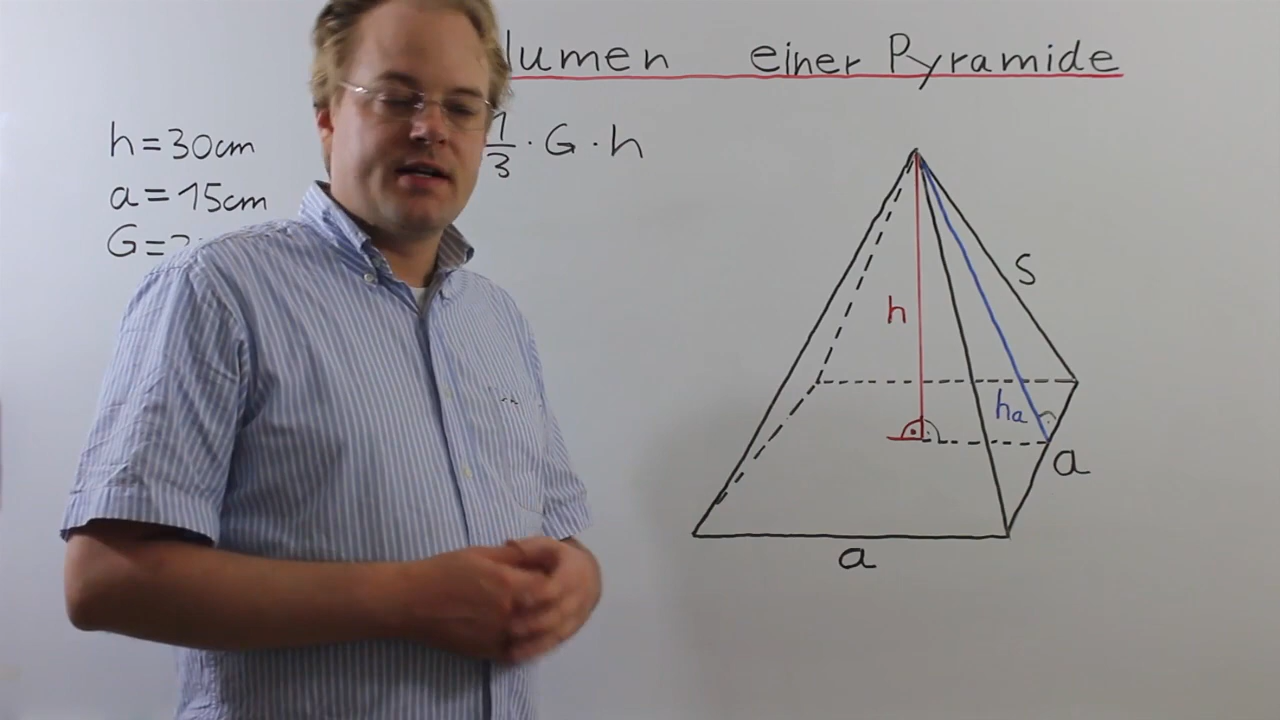 lumen einer Pyramide
h = 30cm
1/3 · G · h
a = 15cm
G =
s
h
ha
a
a